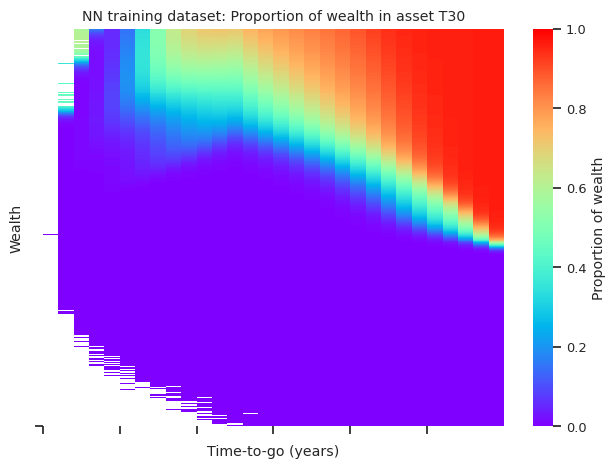 NN training dataset: Proportion of wealth in asset T30
Wealth
Time-to-go (years)
1.0
0.8
0.6
0.4
0.2
0.0
Proportion of wealth